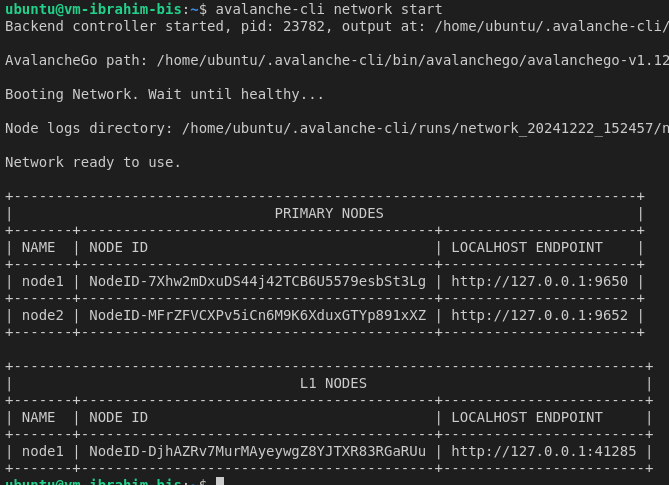 ubuntu@vm-ibrahim-bis:~$ avalanche-cli network start
Backend controller started, pid: 23782, output at: /home/ubuntu/.avalanche-cli/
AvalancheGo path: /home/ubuntu/.avalanche-cli/bin/avalanchego/avalanchego-v1.12
Booting Network. Wait until healthy...
Node logs directory: /home/ubuntu/.avalanche-cli/runs/network_20241222_152457/n
Network ready to use.
+--------------------------------------------------------------------------+
| PRIMARY NODES |
+-------+------------------------------------------+-----------------------+
| NAME | NODE ID | LOCALHOST ENDPOINT |
+-------+------------------------------------------+-----------------------+
| node1 | NodeID-7Xhw2mDxuDS44j42TCB6U5579esbSt3Lg | http://127.0.0.1:9650 |
+-------+------------------------------------------+-----------------------+
| node2 | NodeID-MFrZFVCXPv5iCn6M9K6XduxGTYp891xXZ | http://127.0.0.1:9652 |
+-------+------------------------------------------+-----------------------+
+---------------------------------------------------------------------------+
| L1 NODES |
+-------+------------------------------------------+------------------------+
| NAME | NODE ID | LOCALHOST ENDPOINT |
+-------+------------------------------------------+------------------------+
| node1 | NodeID-DjhAZRv7MurMAyeywgZ8YJTXR83RGaRUu | http://127.0.0.1:41285 |
+-------+------------------------------------------+------------------------+
ubuntu@vm-ibrahim-bis:~$